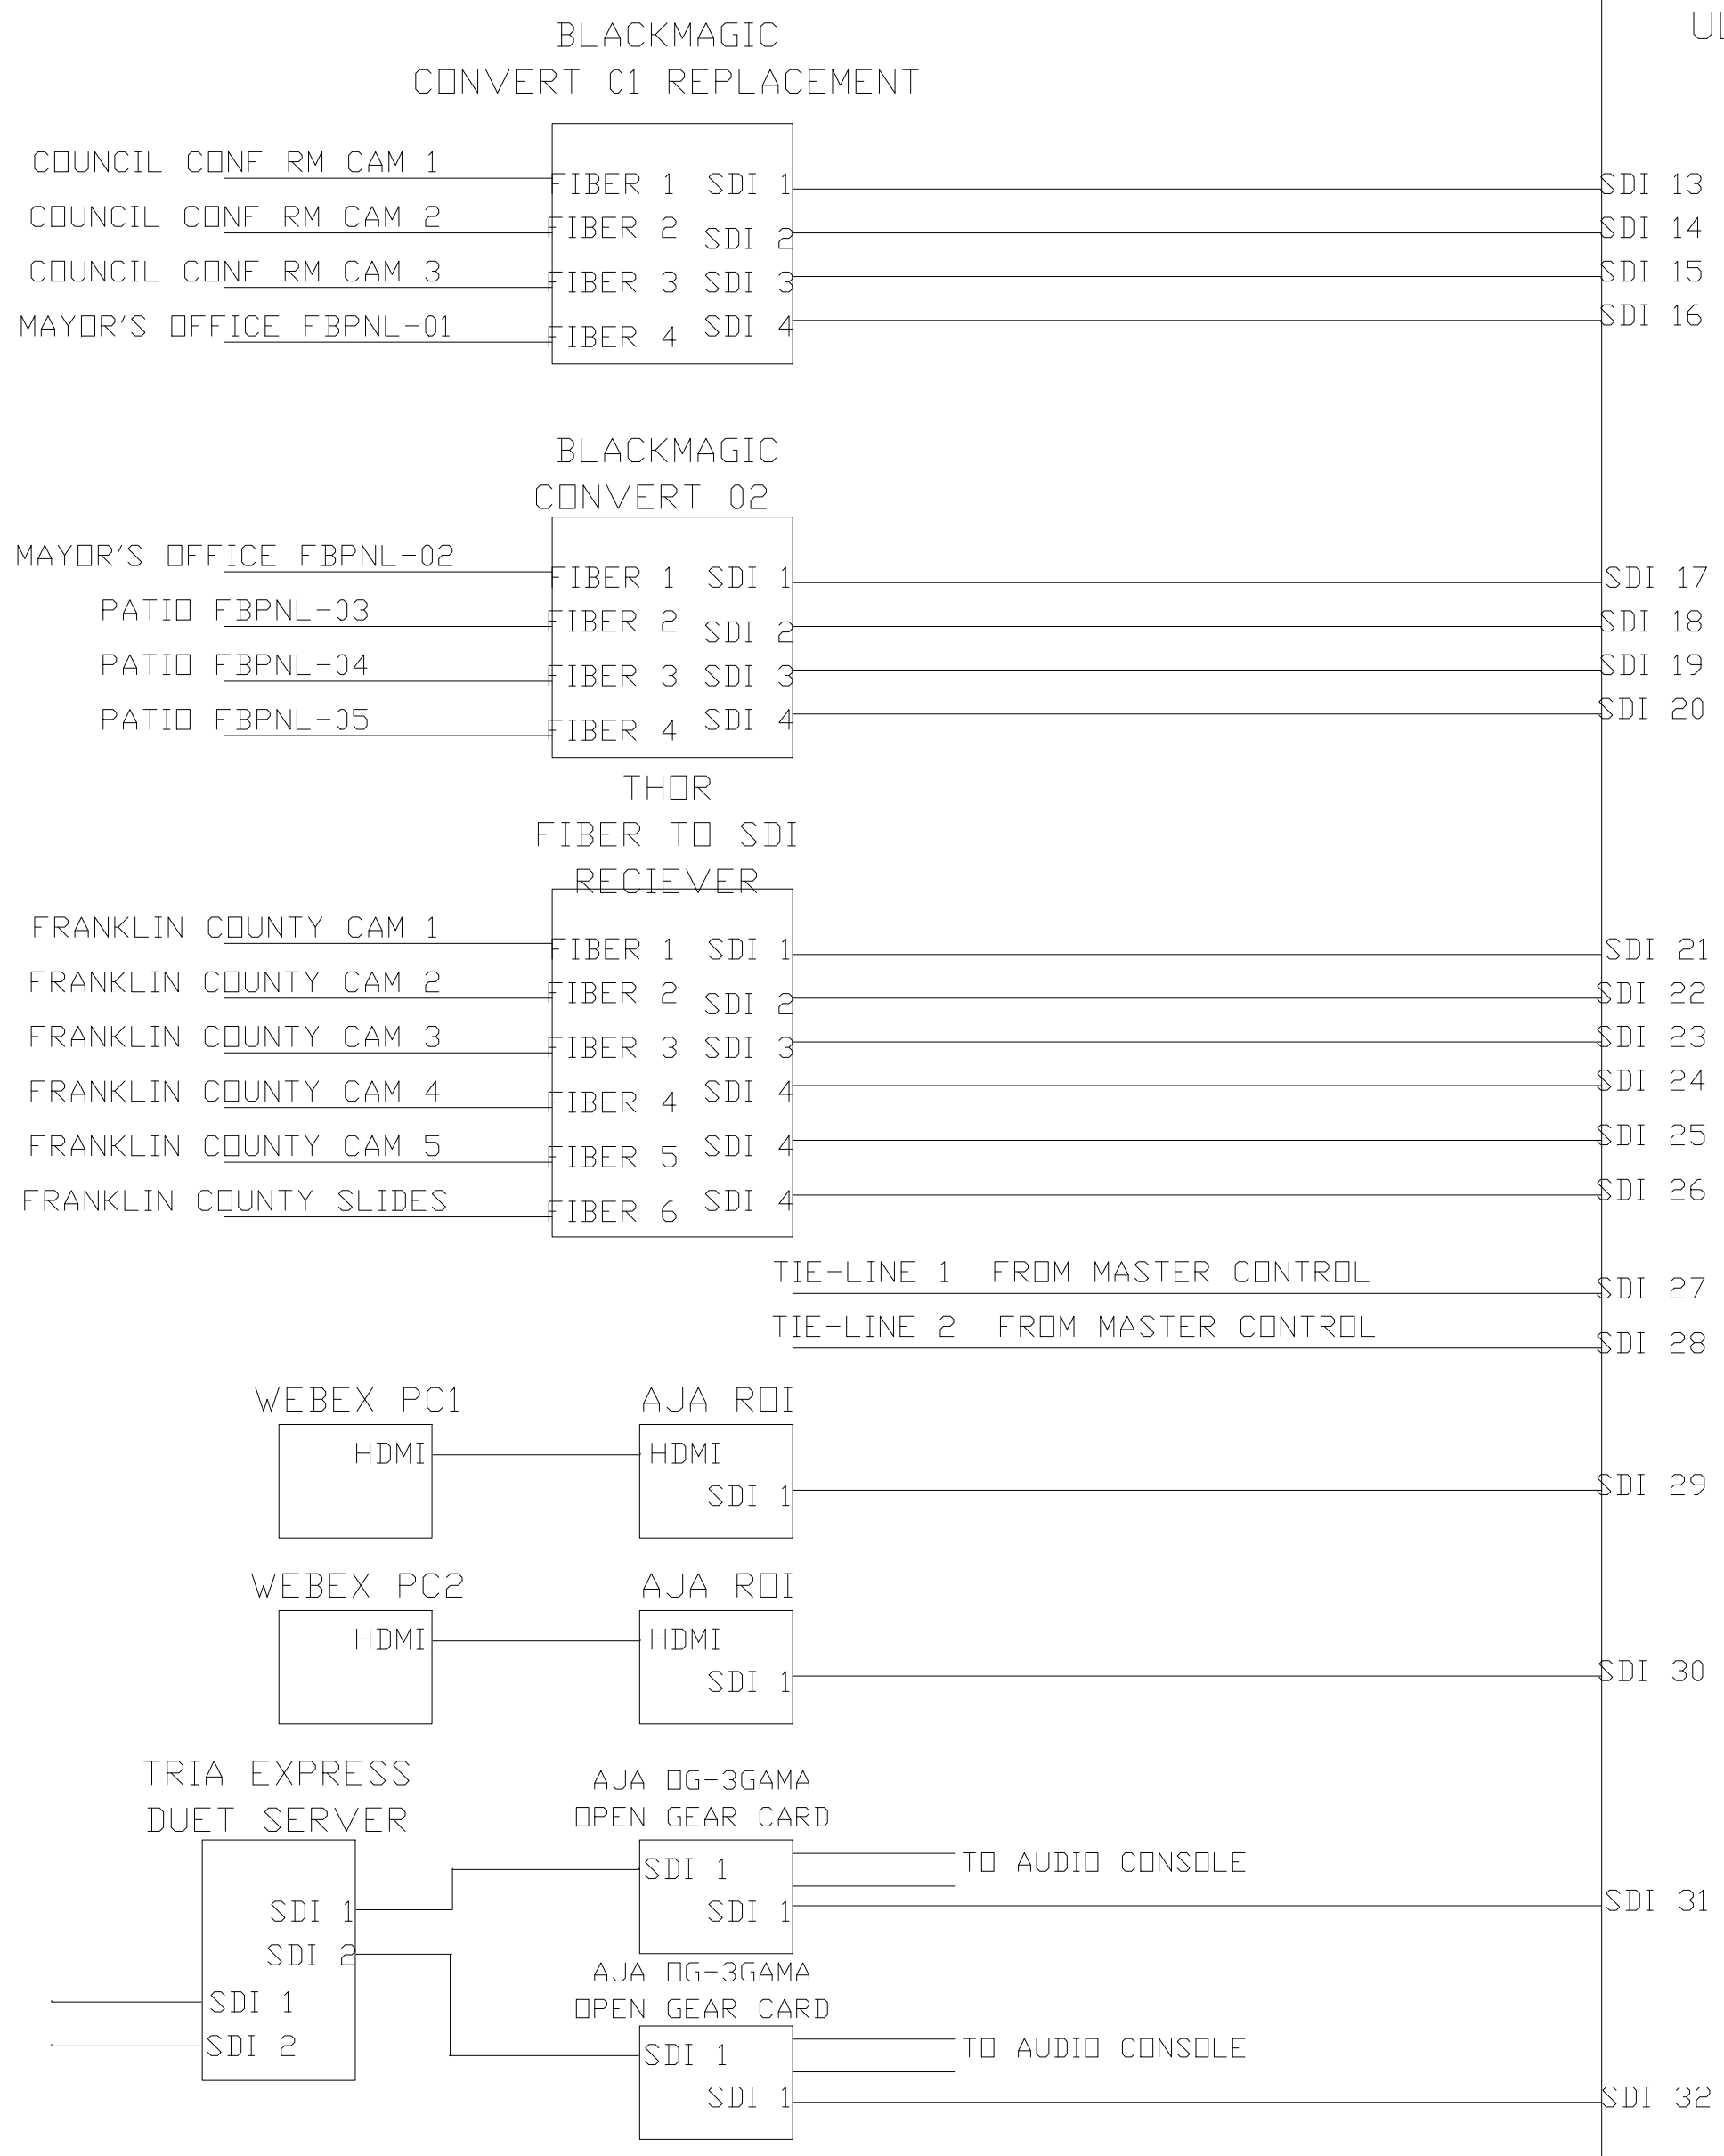 BLACKMAGIC
CONVERT 01 REPLACEMENT
COUNCIL CONF RM CAM 1
FIBER 1 SDI 1
SDI 13
COUNCIL CONF RM CAM 2
FIBER 2 SDI 2
SDI 14
COUNCIL CONF RM CAM 3
FIBER 3 SDI 3
SDI 15
MAYOR'S OFFICE FBPNL-01
FIBER 4 SDI 4
SDI 16
BLACKMAGIC
CONVERT 02
MAYOR'S OFFICE FBPNL-02
FIBER 1 SDI 1
SDI 17
PATIO FBPNL-03
FIBER 2 SDI 2
SDI 18
PATIO FBPNL-04
FIBER 3 SDI 3
SDI 19
PATIO FBPNL-05
FIBER 4 SDI 4
SDI 20
THOR
FIBER TO SDI
RECIEVER
FRANKLIN COUNTY CAM 1
FIBER 1 SDI 1
SDI 21
FRANKLIN COUNTY CAM 2
FIBER 2 SDI 2
SDI 22
FRANKLIN COUNTY CAM 3
FIBER 3 SDI 3
SDI 23
FRANKLIN COUNTY CAM 4
FIBER 4 SDI 4
SDI 24
FRANKLIN COUNTY CAM 5
FIBER 5 SDI 4
SDI 25
FRANKLIN COUNTY SLIDES
FIBER 6 SDI 4
SDI 26
TIE-LINE 1 FROM MASTER CONTROL
SDI 27
TIE-LINE 2 FROM MASTER CONTROL
SDI 28
WEBEX PC1
HDMI
AJA ROI
HDMI
SDI 1
SDI 29
WEBEX PC2
HDMI
AJA ROI
HDMI
SDI 1
SDI 30
TRIA EXPRESS
DUET SERVER
SDI 1
SDI 2
SDI 1
SDI 2
AJA OG-3GAMA
OPEN GEAR CARD
SDI 1
TO AUDIO CONSOLE
SDI 1
SDI 31
AJA OG-3GAMA
OPEN GEAR CARD
SDI 1
TO AUDIO CONSOLE
SDI 1
SDI 32